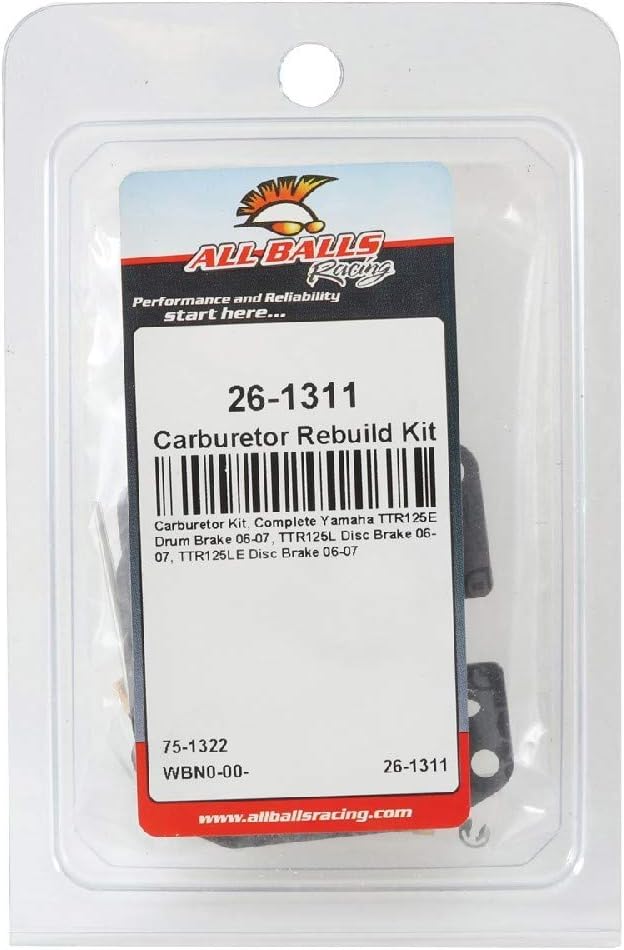 ALL BALLS
Racing
Performance and Reliability
start here...
26-1311
Carburetor Rebuild Kit
Carburetor Kit, Complete Yamaha TTR125E
Drum Brake 06-07, TTR125L Disc Brake 06-
07, TTR125LE Disc Brake 06-07
75-1322
WBN0-00-
26-1311
www.allballsracing.com